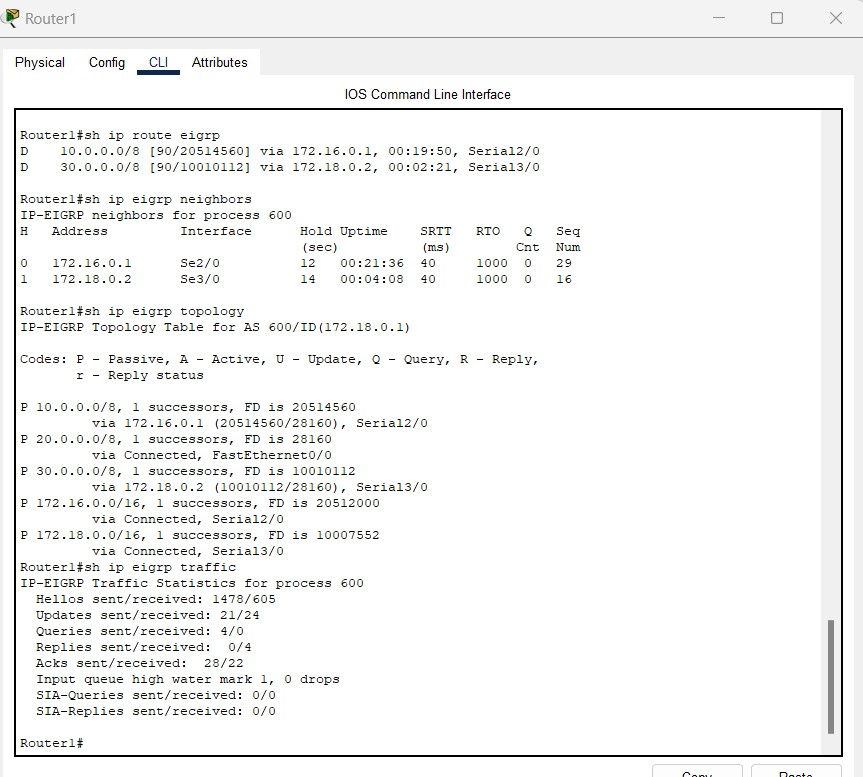 Router1
Physical Config CLI Attributes
IOS Command Line Interface
Router1#sh ip route eigrp
D    10.0.0.0/8 [90/20514560] via 172.16.0.1, 00:19:50, Serial2/0
D    30.0.0.0/8 [90/10010112] via 172.18.0.2, 00:02:21, Serial3/0
Router1#sh ip eigrp neighbors
IP-EIGRP neighbors for process 600
H   Address         Interface      Hold Uptime    SRTT   RTO   Q   Seq
                                   (sec)          (ms)        Cnt  Num
0   172.16.0.1      Se2/0          12   00:21:36  40     1000  0   29
1   172.18.0.2      Se3/0          14   00:04:08  40     1000  0   16
Router1#sh ip eigrp topology
IP-EIGRP Topology Table for AS 600/ID(172.18.0.1)
Codes: P - Passive, A - Active, U - Update, Q - Query, R - Reply,
       r - Reply status
P 10.0.0.0/8, 1 successors, FD is 20514560
         via 172.16.0.1 (20514560/28160), Serial2/0
P 20.0.0.0/8, 1 successors, FD is 28160
         via Connected, FastEthernet0/0
P 30.0.0.0/8, 1 successors, FD is 10010112
         via 172.18.0.2 (10010112/28160), Serial3/0
P 172.16.0.0/16, 1 successors, FD is 20512000
         via Connected, Serial2/0
P 172.18.0.0/16, 1 successors, FD is 10007552
         via Connected, Serial3/0
Router1#sh ip eigrp traffic
IP-EIGRP Traffic Statistics for process 600
  Hellos sent/received: 1478/605
  Updates sent/received: 21/24
  Queries sent/received: 4/0
  Replies sent/received:  0/4
  Acks sent/received:  28/22
  Input queue high water mark 1, 0 drops
  SIA-Queries sent/received: 0/0
  SIA-Replies sent/received: 0/0
Router1#
Copy Paste